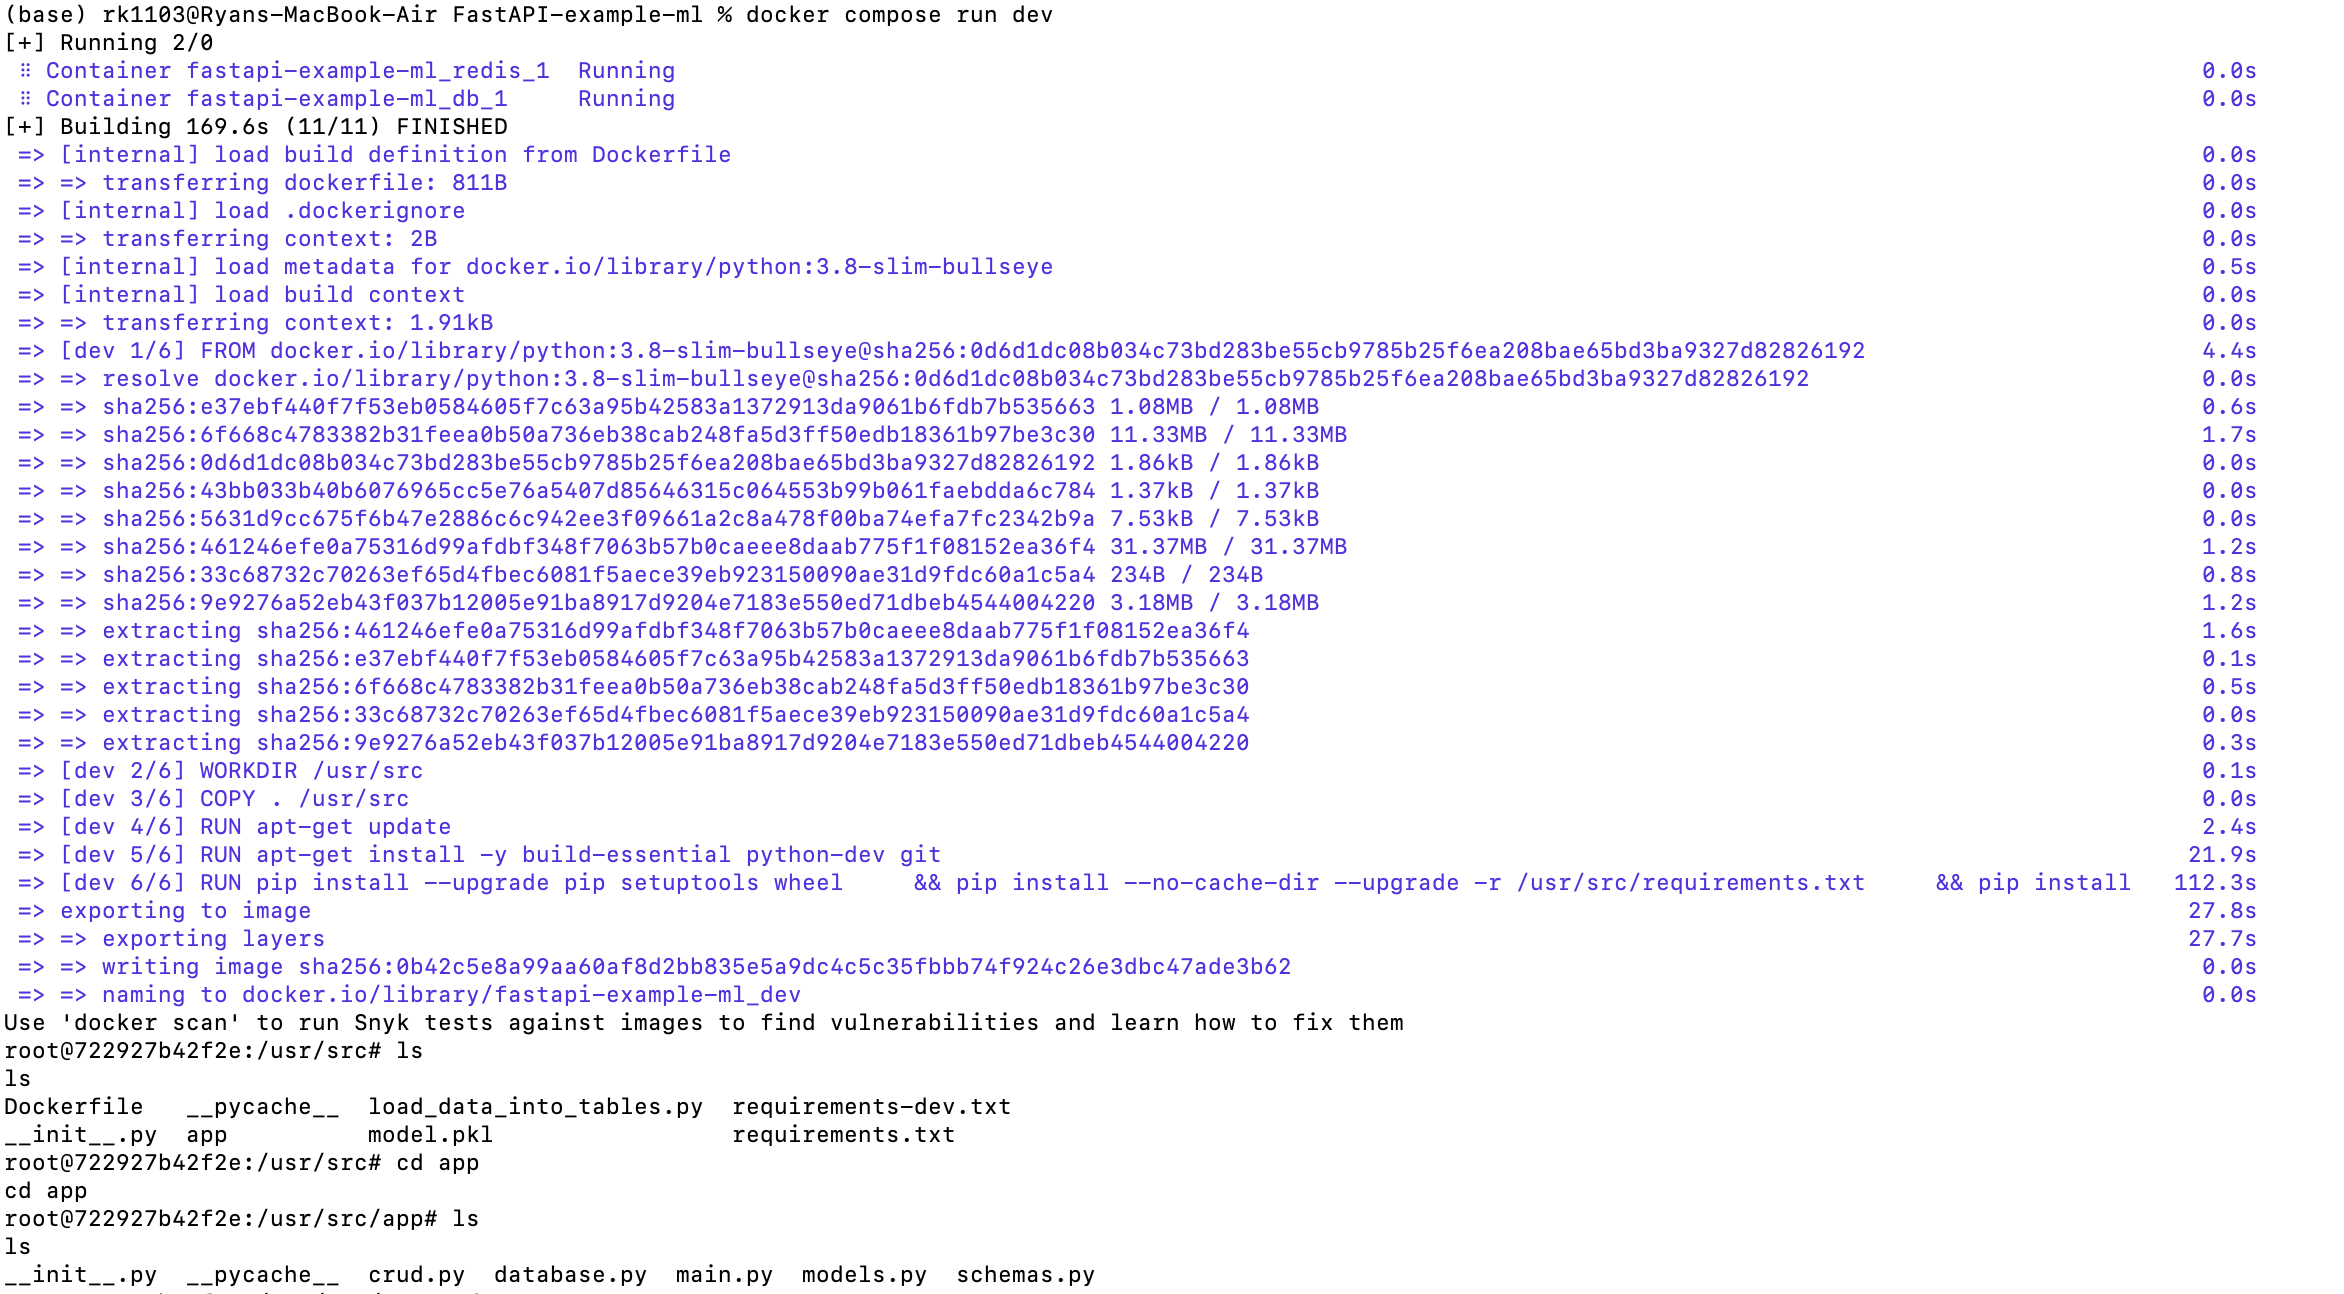 (base) rk1103@Ryans-MacBook-Air FastAPI-example-ml % docker compose run dev
[+] Running 2/0
⠿ Container fastapi-example-ml_redis_1  Running 0.0s
⠿ Container fastapi-example-ml_db_1     Running 0.0s
[+] Building 169.6s (11/11) FINISHED
=> [internal] load build definition from Dockerfile 0.0s
=> => transferring dockerfile: 811B 0.0s
=> [internal] load .dockerignore 0.0s
=> => transferring context: 2B 0.0s
=> [internal] load metadata for docker.io/library/python:3.8-slim-bullseye 0.5s
=> [internal] load build context 0.0s
=> => transferring context: 1.91kB 0.0s
=> [dev 1/6] FROM docker.io/library/python:3.8-slim-bullseye@sha256:0d6d1dc08b034c73bd283be55cb9785b25f6ea208bae65bd3ba9327d82826192 4.4s
=> => resolve docker.io/library/python:3.8-slim-bullseye@sha256:0d6d1dc08b034c73bd283be55cb9785b25f6ea208bae65bd3ba9327d82826192 0.0s
=> => sha256:e37ebf440f7f53eb0584605f7c63a95b42583a1372913da9061b6fdb7b535663 1.08MB / 1.08MB 0.6s
=> => sha256:6f668c4783382b31feea0b50a736eb38cab248fa5d3ff50edb18361b97be3c30 11.33MB / 11.33MB 1.7s
=> => sha256:0d6d1dc08b034c73bd283be55cb9785b25f6ea208bae65bd3ba9327d82826192 1.86kB / 1.86kB 0.0s
=> => sha256:43bb033b40b6076965cc5e76a5407d85646315c064553b99b061faebdda6c784 1.37kB / 1.37kB 0.0s
=> => sha256:5631d9cc675f6b47e2886c6c942ee3f09661a2c8a478f00ba74efa7fc2342b9a 7.53kB / 7.53kB 0.0s
=> => sha256:461246efe0a75316d99afdbf348f7063b57b0caeee8daab775f1f08152ea36f4 31.37MB / 31.37MB 1.2s
=> => sha256:33c68732c70263ef65d4fbec6081f5aece39eb923150090ae31d9fdc60a1c5a4 234B / 234B 0.8s
=> => sha256:9e9276a52eb43f037b12005e91ba8917d9204e7183e550ed71dbeb4544004220 3.18MB / 3.18MB 1.2s
=> => extracting sha256:461246efe0a75316d99afdbf348f7063b57b0caeee8daab775f1f08152ea36f4 1.6s
=> => extracting sha256:e37ebf440f7f53eb0584605f7c63a95b42583a1372913da9061b6fdb7b535663 0.1s
=> => extracting sha256:6f668c4783382b31feea0b50a736eb38cab248fa5d3ff50edb18361b97be3c30 0.5s
=> => extracting sha256:33c68732c70263ef65d4fbec6081f5aece39eb923150090ae31d9fdc60a1c5a4 0.0s
=> => extracting sha256:9e9276a52eb43f037b12005e91ba8917d9204e7183e550ed71dbeb4544004220 0.3s
=> [dev 2/6] WORKDIR /usr/src 0.1s
=> [dev 3/6] COPY . /usr/src 0.0s
=> [dev 4/6] RUN apt-get update 2.4s
=> [dev 5/6] RUN apt-get install -y build-essential python-dev git 21.9s
=> [dev 6/6] RUN pip install --upgrade pip setuptools wheel     && pip install --no-cache-dir --upgrade -r /usr/src/requirements.txt     && pip install 112.3s
=> exporting to image 27.8s
=> => exporting layers 27.7s
=> => writing image sha256:0b42c5e8a99aa60af8d2bb835e5a9dc4c5c35fbbb74f924c26e3dbc47ade3b62 0.0s
=> => naming to docker.io/library/fastapi-example-ml_dev 0.0s
Use 'docker scan' to run Snyk tests against images to find vulnerabilities and learn how to fix them
root@722927b42f2e:/usr/src# ls
ls
Dockerfile   __pycache__  load_data_into_tables.py  requirements-dev.txt
__init__.py  app          model.pkl                 requirements.txt
root@722927b42f2e:/usr/src# cd app
cd app
root@722927b42f2e:/usr/src/app# ls
ls
__init__.py  __pycache__  crud.py  database.py  main.py  models.py  schemas.py